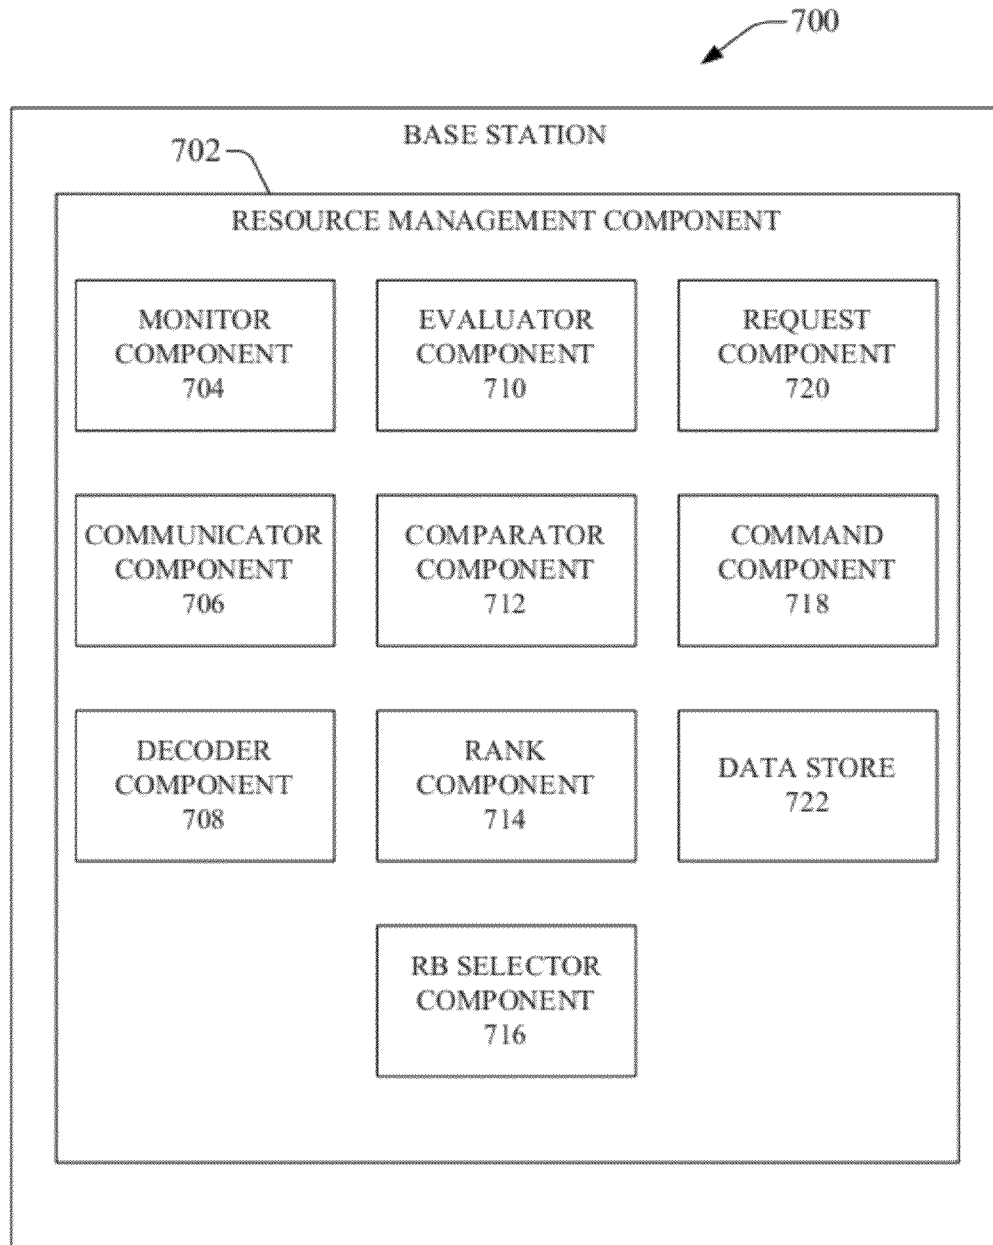 700
BASE STATION
702
RESOURCE MANAGEMENT COMPONENT
MONITOR
COMPONENT
704
EVALUATOR
COMPONENT
710
REQUEST
COMPONENT
720
COMMUNICATOR
COMPONENT
706
COMPARATOR
COMPONENT
712
COMMAND
COMPONENT
718
DECODER
COMPONENT
708
RANK
COMPONENT
714
DATA STORE
722
RB SELECTOR
COMPONENT
716